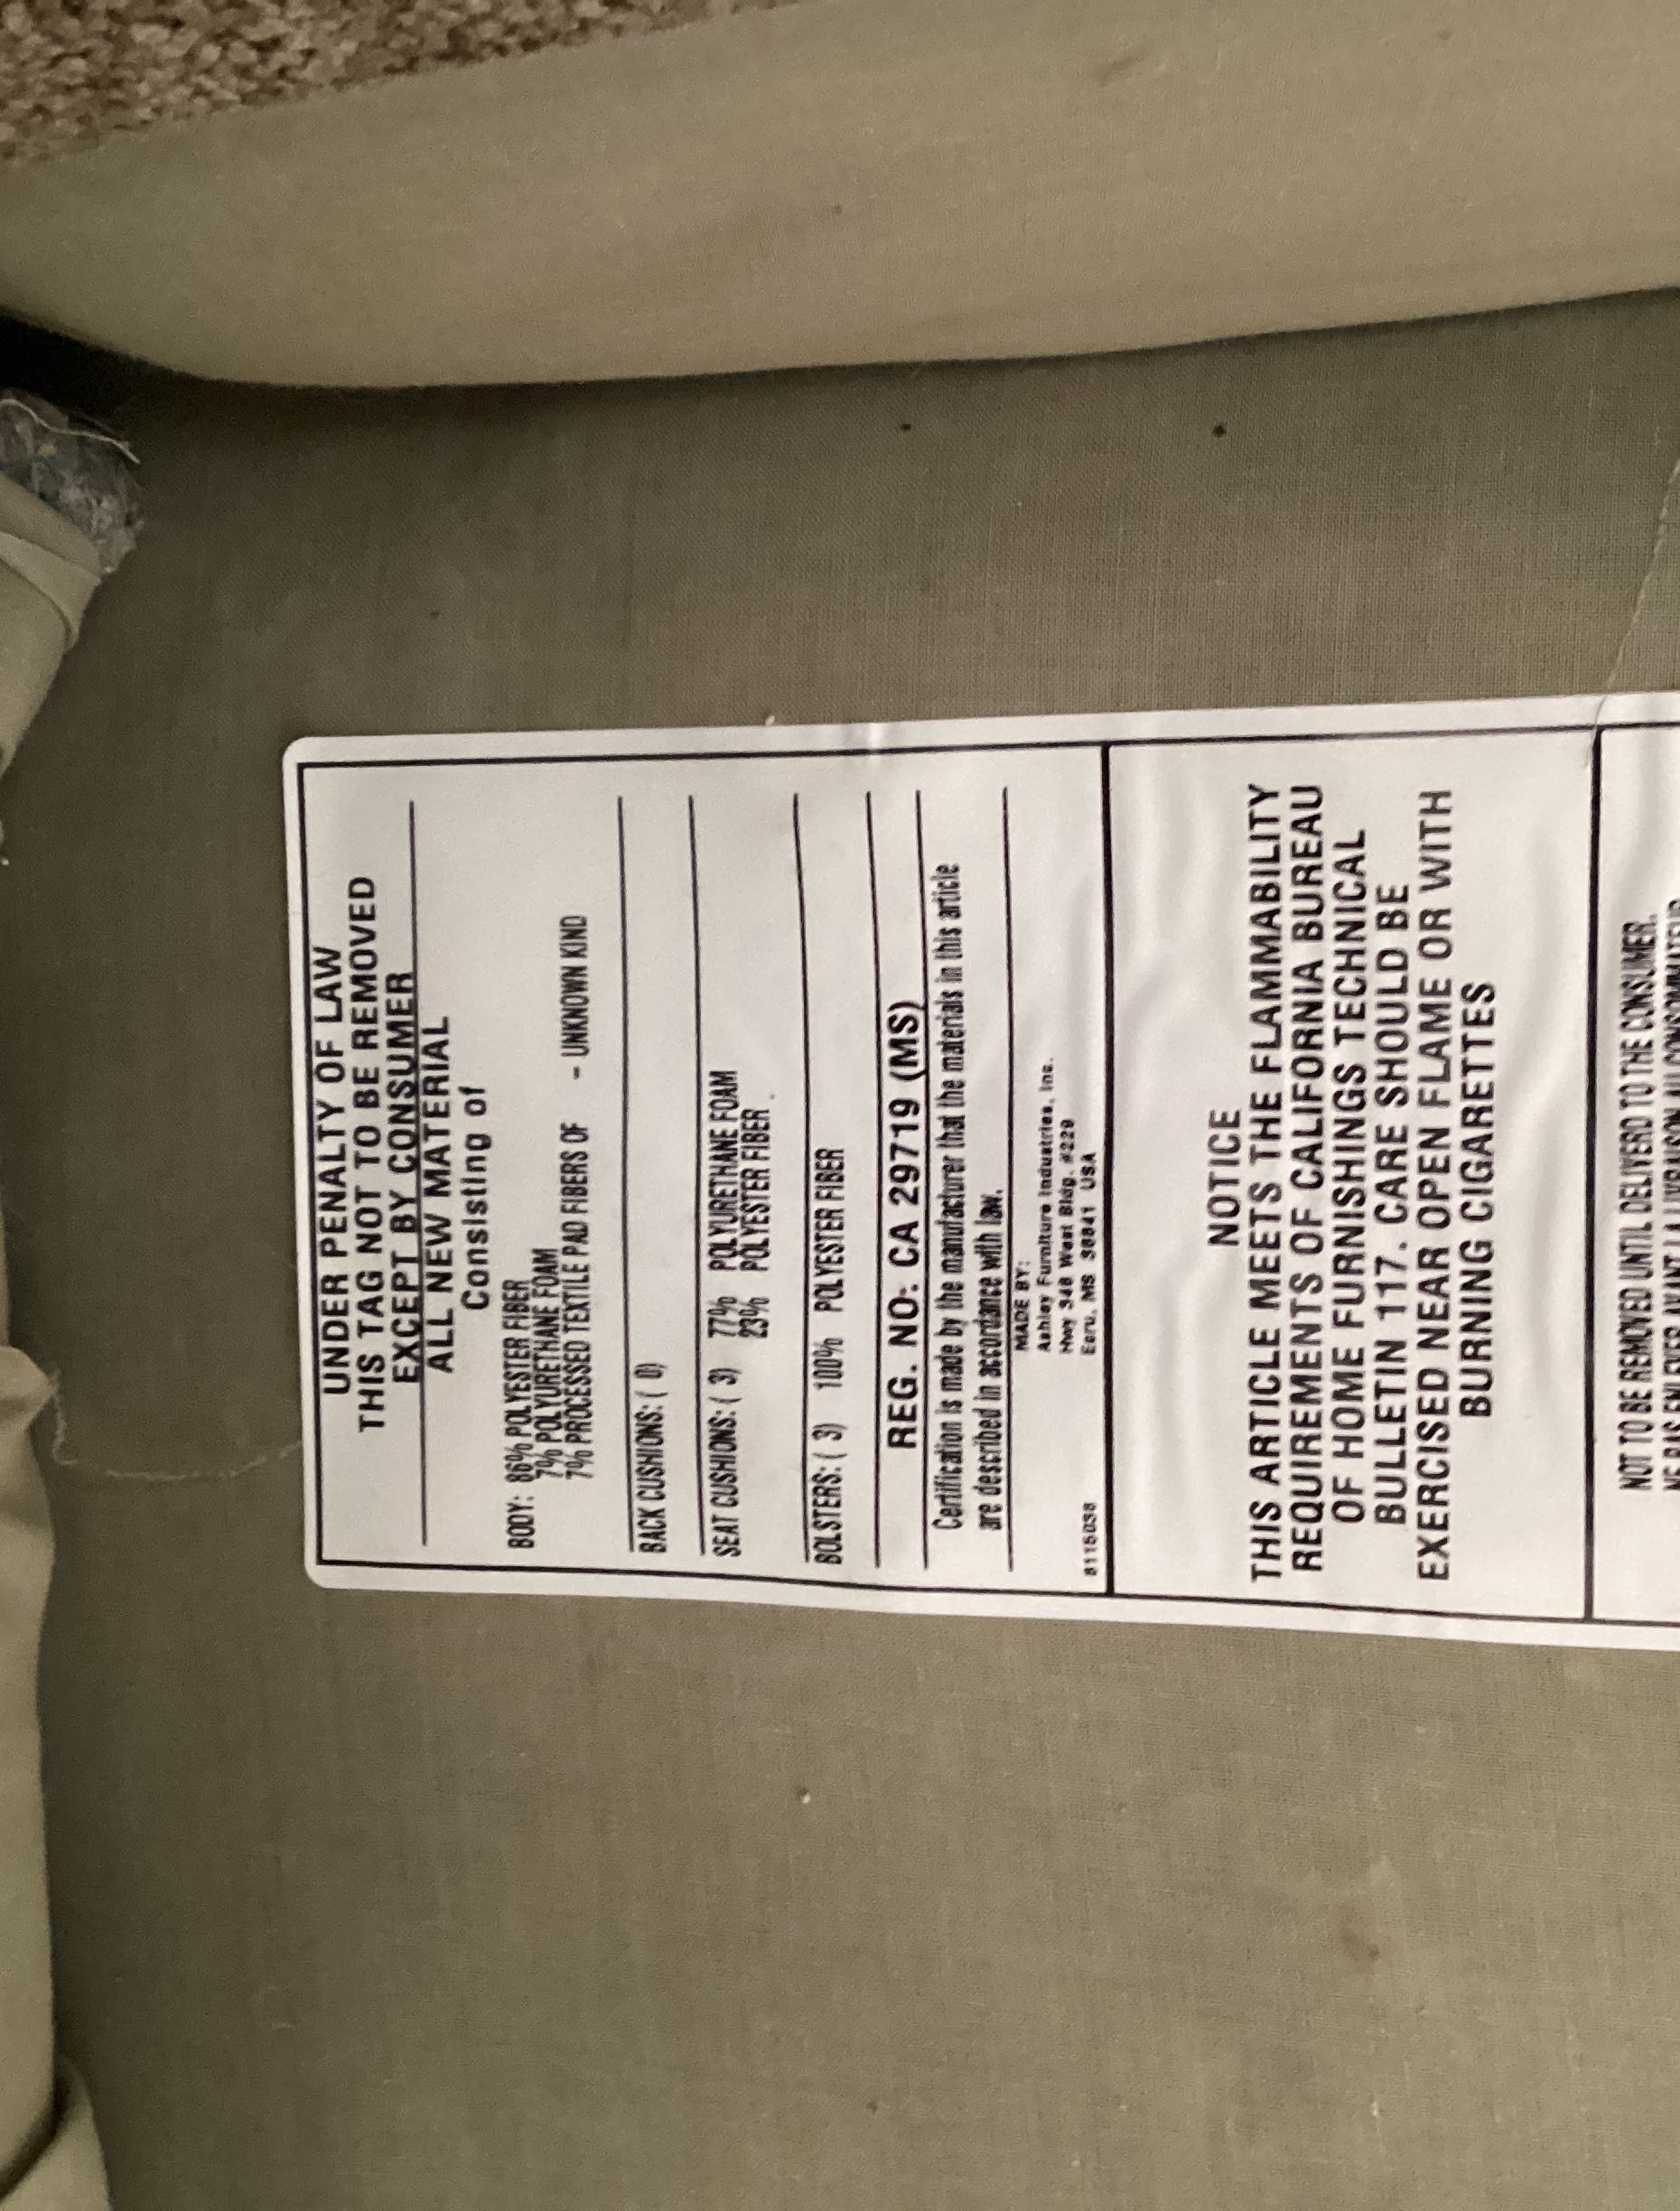 UNDER PENALTY OF LAW
THIS TAG NOT TO BE REMOVED
EXCEPT BY CONSUMER
ALL NEW MATERIAL
Consisting of
BODY: 86% POLYESTER FIBER
7% POLYURETHANE FOAM
7% PROCESSED TEXTILE PAD FIBERS OF - UNKNOWN KIND
BACK CUSHIONS: ( 0)
SEAT CUSHIONS: ( 3) 77% POLYURETHANE FOAM
23% POLYESTER FIBER
BOLSTERS: ( 3) 100% POLYESTER FIBER
REG. NO: CA 29719 (MS)
Certification is made by the manufacturer that the materials in this article
are described in accordance with law.
MADE BY:
Ashley Furniture Industries, Inc.
Hwy 346 West Bldg. #229
Ecru, MS 38841 USA
8115038
NOTICE
THIS ARTICLE MEETS THE FLAMMABILITY
REQUIREMENTS OF CALIFORNIA BUREAU
OF HOME FURNISHINGS TECHNICAL
BULLETIN 117. CARE SHOULD BE
EXERCISED NEAR OPEN FLAME OR WITH
BURNING CIGARETTES
NOT TO BE REMOVED UNTIL DELIVERD TO THE CONSUMER.